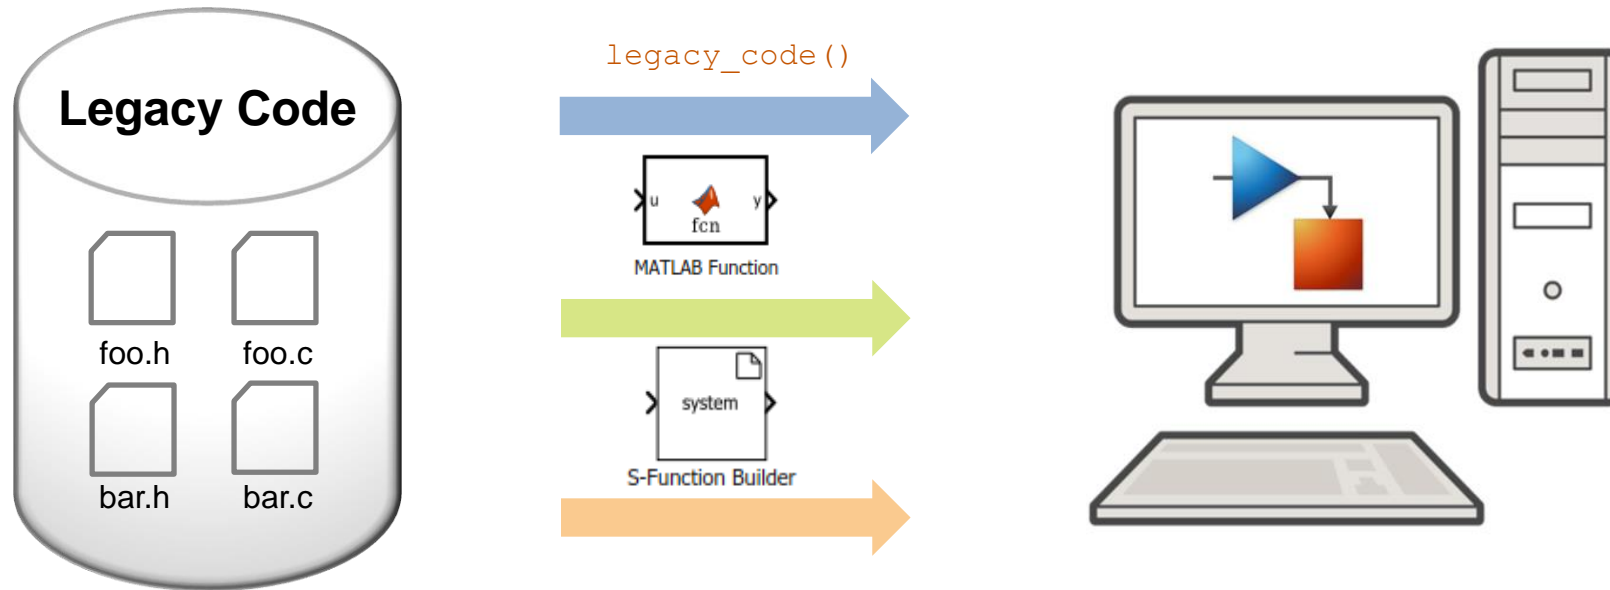 Legacy Code
foo.h
foo.c
bar.h
bar.c
legacy_code()
u
y
fcn
MATLAB Function
system
S-Function Builder